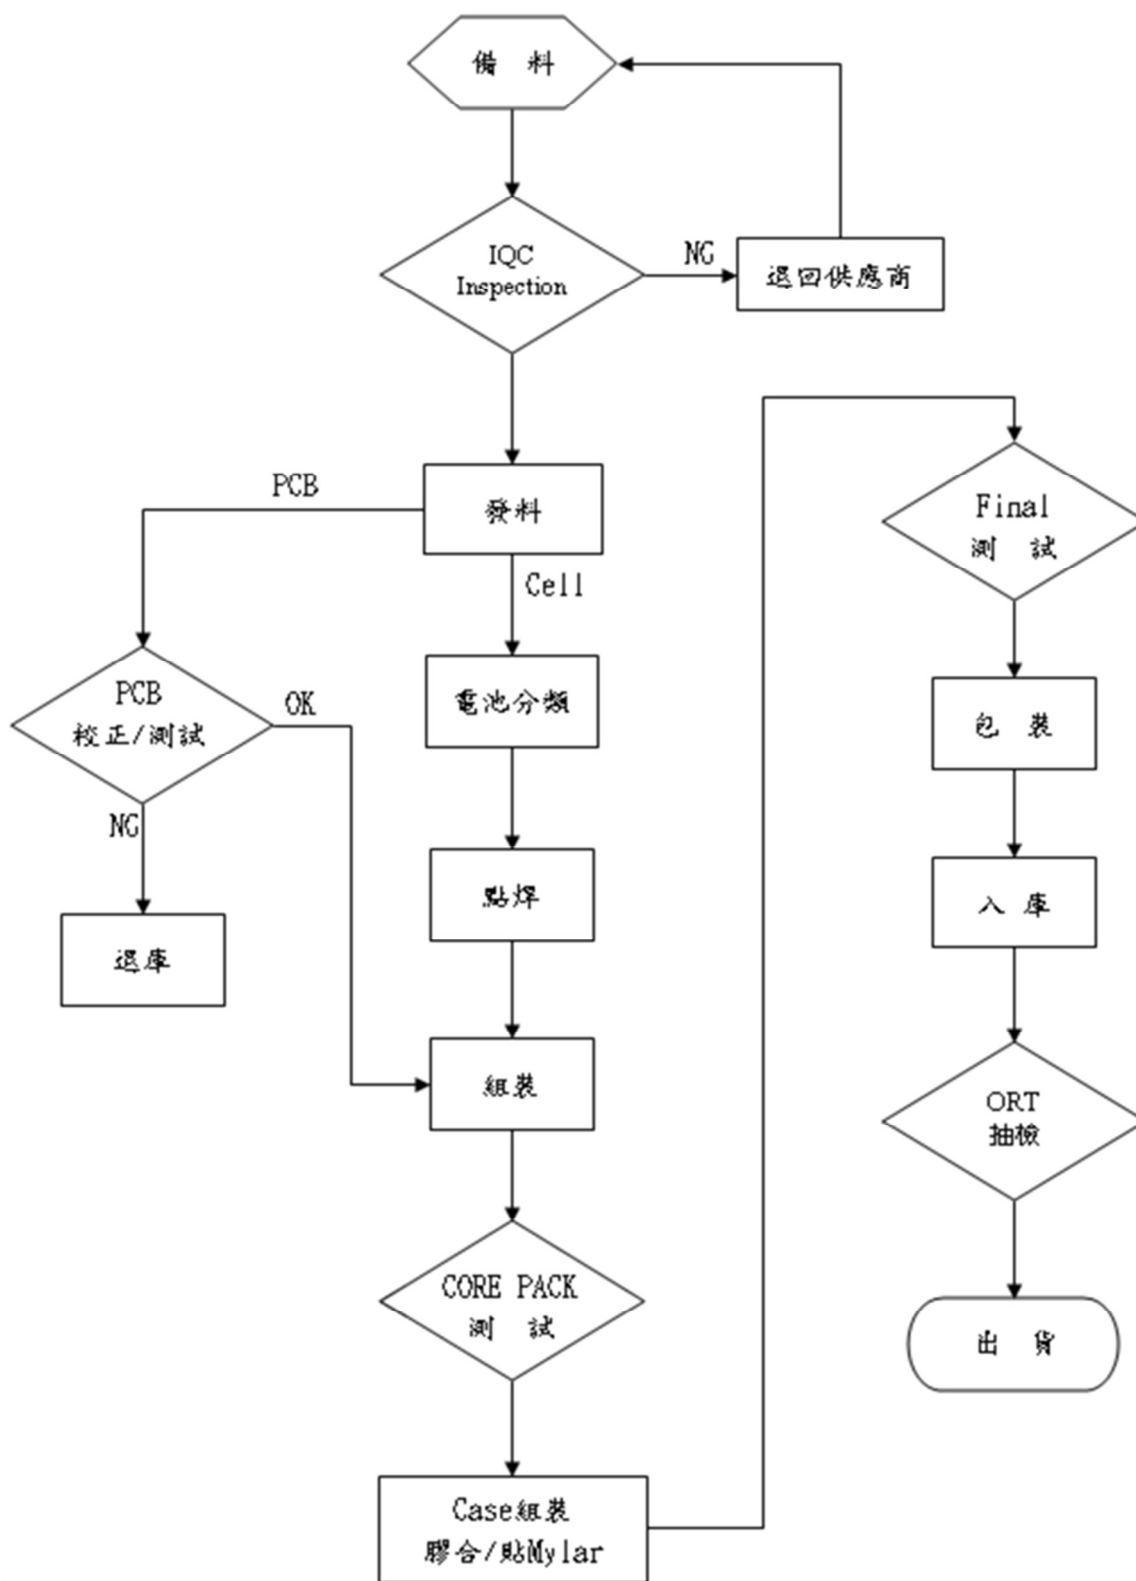 備 料
IQC
Inspection
NG
退回供應商
發料
PCB
Cell
PCB
校正/測試
OK
NG
退庫
電池分類
點焊
組裝
CORE PACK
測 試
Case組裝
膠合/貼Mylar
Final
測 試
包 裝
入 庫
ORT
抽檢
出 貨